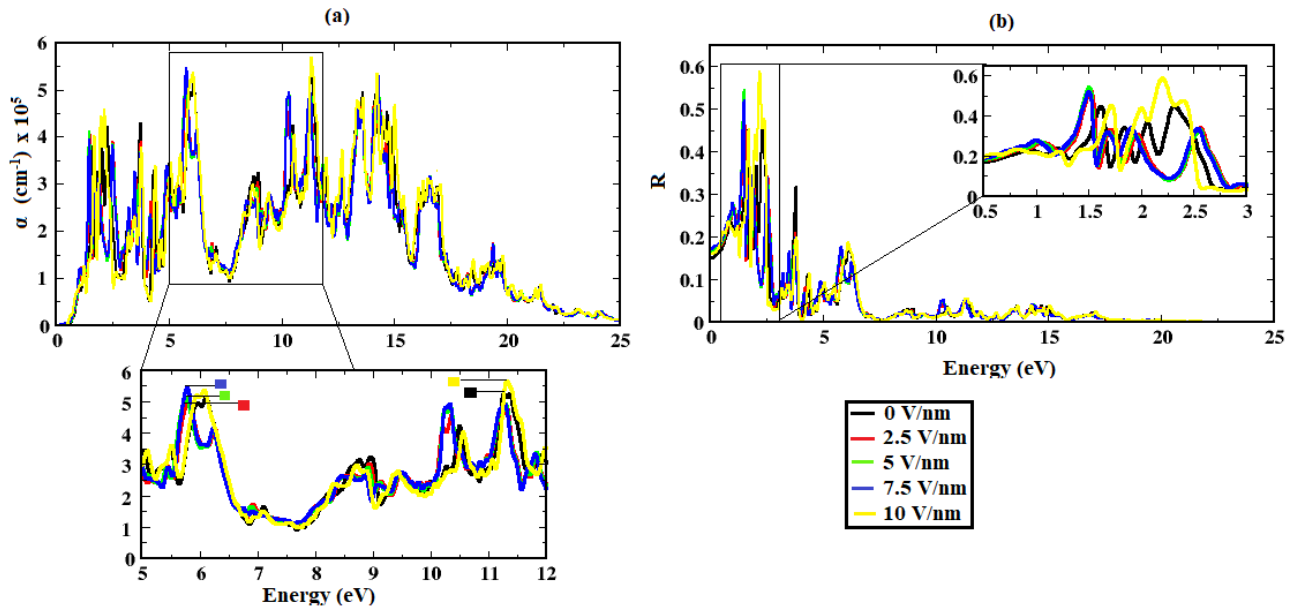 (a)
(b)
α (cm⁻¹) x 10⁵
6
5
4
3
2
1
0
0 5 10 15 20 25
R
0.6
0.5
0.4
0.3
0.2
0.1
0
0 5 10 15 20 25
Energy (eV)
0.6
0.4
0.2
0
0.5 1 1.5 2 2.5 3
6
5
4
3
2
1
0
5 6 7 8 9 10 11 12
Energy (eV)
0 V/nm
2.5 V/nm
5 V/nm
7.5 V/nm
10 V/nm